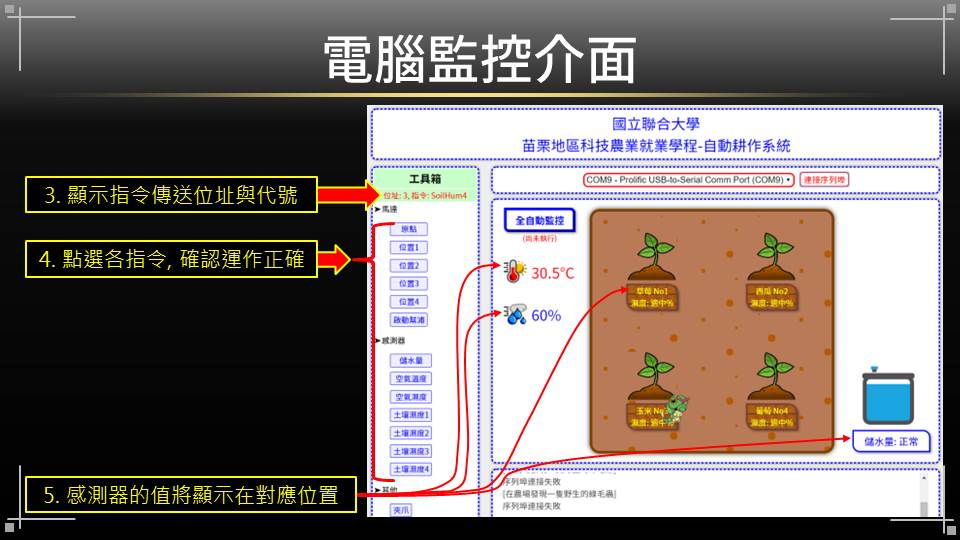 電腦監控介面
國立聯合大學
苗栗地區科技農業就業學程-自動耕作系統
3. 顯示指令傳送位址與代號
4. 點選各指令, 確認運作正確
5. 感測器的值將顯示在對應位置
工具箱
位址: 3, 指令: SoilHum4
➤馬達
原點
位置1
位置2
位置3
位置4
啟動幫浦
➤感測器
儲水量
空氣溫度
空氣濕度
土壤濕度1
土壤濕度2
土壤濕度3
土壤濕度4
➤其他
夾爪
COM9 - Prolific USB-to-Serial Comm Port (COM9)
連接序列埠
全自動監控
(尚未執行)
30.5°C
60%
草莓 No1
濕度: 適中%
西瓜 No2
濕度: 適中%
玉米 No
濕度: 適中
葡萄 No4
濕度: 適中%
儲水量: 正常
序列埠連接失敗
[在農場發現一隻野生的綠毛蟲]
序列埠連接失敗